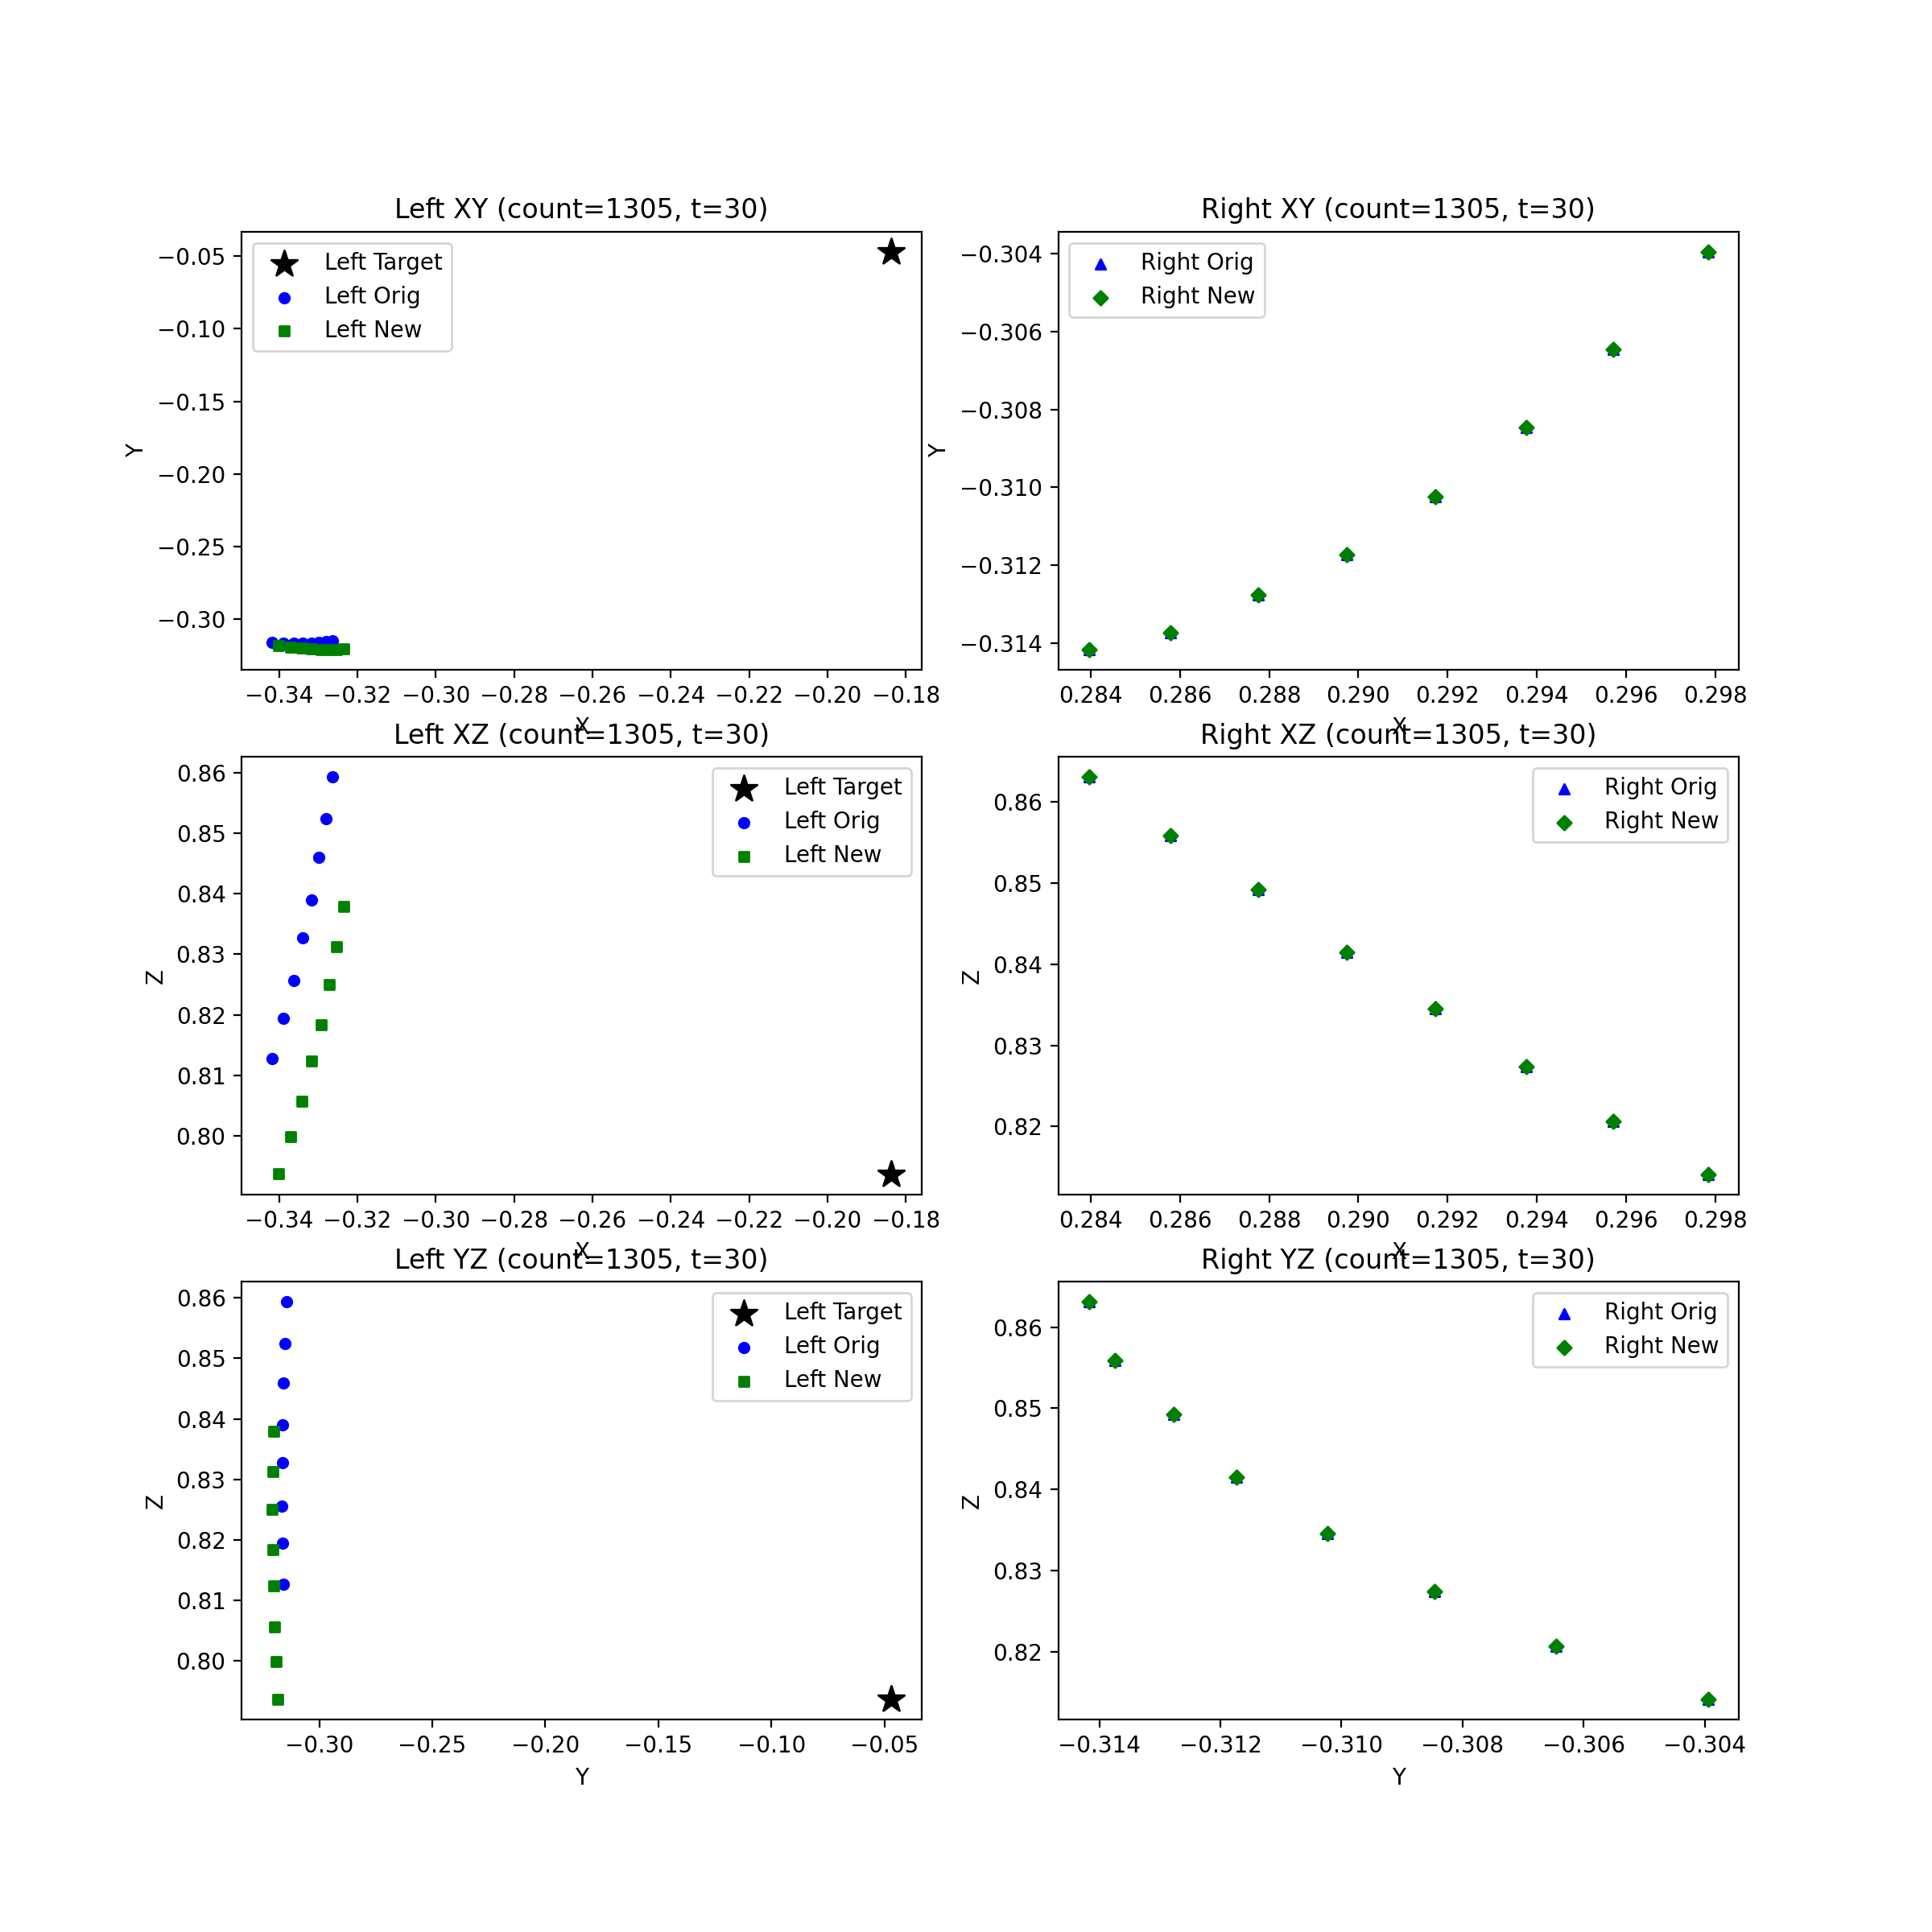 Left XY (count=1305, t=30)
Right XY (count=1305, t=30)
Left Target
Left Orig
Left New
−0.05
−0.10
−0.15
−0.20
−0.25
−0.30
Y
−0.34 −0.32 −0.30 −0.28 −0.26 −0.24 −0.22 −0.20 −0.18
X
Right Orig
Right New
−0.304
−0.306
−0.308
−0.310
−0.312
−0.314
Y
0.284 0.286 0.288 0.290 0.292 0.294 0.296 0.298
X
Left XZ (count=1305, t=30)
Right XZ (count=1305, t=30)
Left Target
Left Orig
Left New
0.86
0.85
0.84
0.83
0.82
0.81
0.80
Z
−0.34 −0.32 −0.30 −0.28 −0.26 −0.24 −0.22 −0.20 −0.18
X
Right Orig
Right New
0.86
0.85
0.84
0.83
0.82
Z
0.284 0.286 0.288 0.290 0.292 0.294 0.296 0.298
X
Left YZ (count=1305, t=30)
Right YZ (count=1305, t=30)
Left Target
Left Orig
Left New
0.86
0.85
0.84
0.83
0.82
0.81
0.80
Z
−0.30 −0.25 −0.20 −0.15 −0.10 −0.05
Y
Right Orig
Right New
0.86
0.85
0.84
0.83
0.82
Z
−0.314 −0.312 −0.310 −0.308 −0.306 −0.304
Y